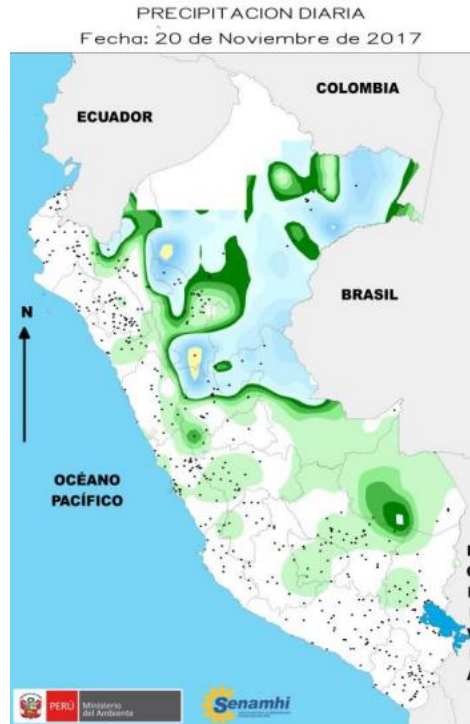 PRECIPITACION DIARIA
Fecha: 20 de Noviembre de 2017
COLOMBIA
ECUADOR
BRASIL
N
OCÉANO
PACÍFICO
PERÚ
Ministerio
del Ambiente
Senamhi